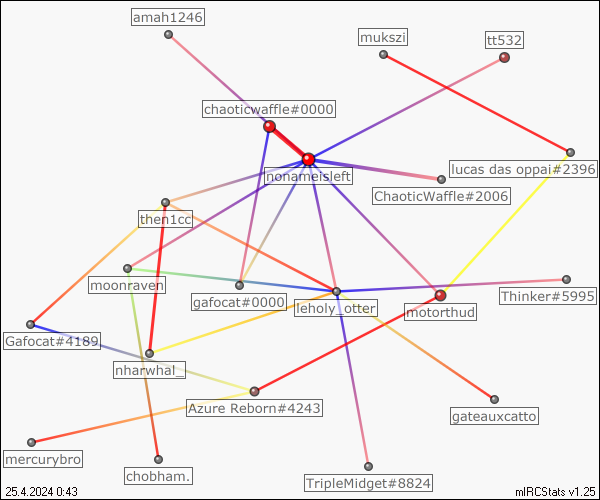 amah1246
mukszi
tt532
chaoticwaffle#0000
lucas das oppai#2396
nonameisleft
ChaoticWaffle#2006
then1cc
moonraven
gafocat#0000
leholy_otter
motorthud
Thinker#5995
Gafocat#4189
nharwhal_
Azure Reborn#4243
gateauxcatto
mercurybro
chobham.
TripleMidget#8824
25.4.2024 0:43
mIRCStats v1.25